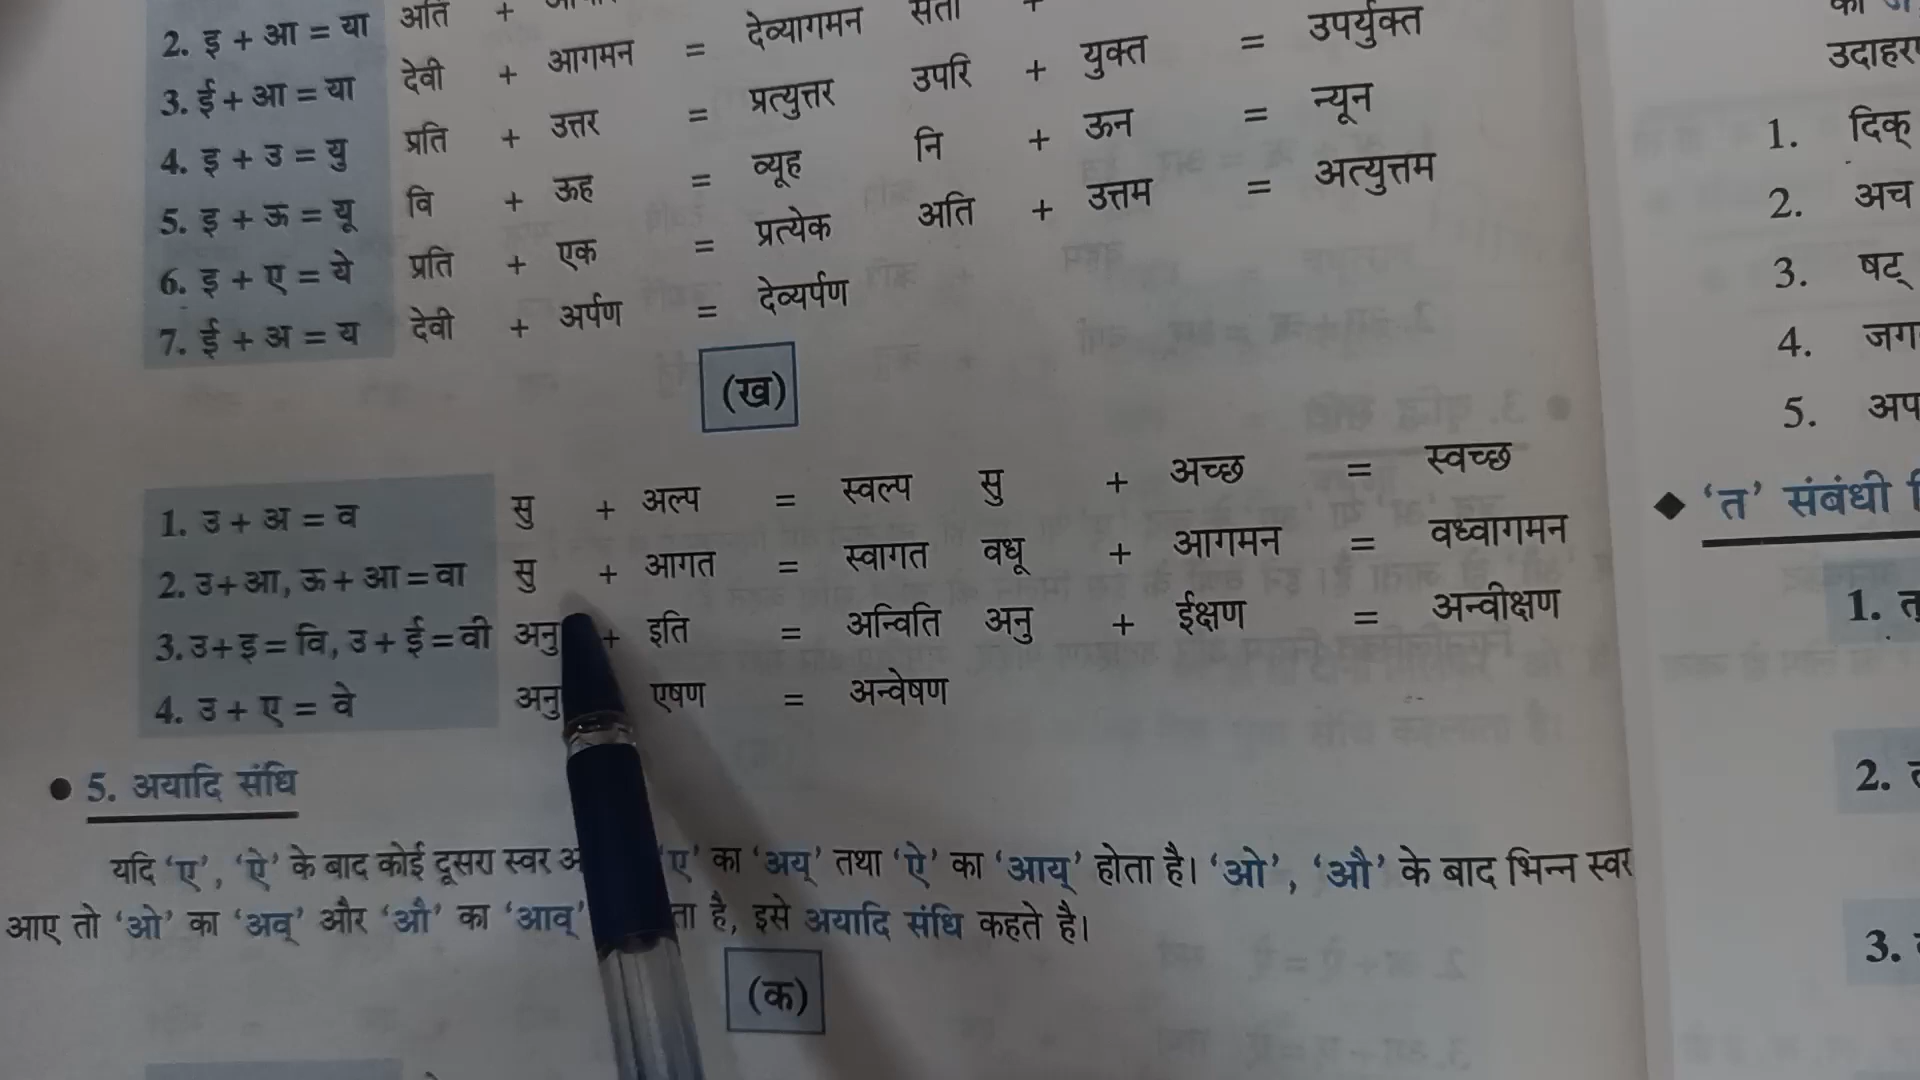 2. इ + आ = या अति +
3. ई + आ = या देवी + आगमन = देव्यागमन सती +
4. इ + उ = यु प्रति + उत्तर = प्रत्युत्तर उपरि + युक्त = उपर्युक्त
5. इ + ऊ = यू वि + ऊह = व्यूह नि + ऊन = न्यून
6. इ + ए = ये प्रति + एक = प्रत्येक अति + उत्तम = अत्युत्तम
7. ई + अ = य देवी + अर्पण = देव्यर्पण
(ख)
1. उ + अ = व सु + अल्प = स्वल्प सु + अच्छ = स्वच्छ
2. उ + आ, ऊ + आ = वा सु + आगत = स्वागत वधू + आगमन = वध्वागमन
3. उ + इ = वि, उ + ई = वी अनु + इति = अन्विति अनु + ईक्षण = अन्वीक्षण
4. उ + ए = वे अनु एषण = अन्वेषण
● 5. अयादि संधि
यदि ‘ए’, ‘ऐ’ के बाद कोई दूसरा स्वर ‘ए’ का ‘अय्’ तथा ‘ऐ’ का ‘आय्’ होता है। ‘ओ’, ‘औ’ के बाद भिन्न स्वर
आए तो ‘ओ’ का ‘अव्’ और ‘औ’ का ‘आव्’ है, इसे अयादि संधि कहते है।
(क)
1. दिक्
2. अच
3. षट्
4.
5.
◆ ‘त’ संबंधी
1.
2.
3.